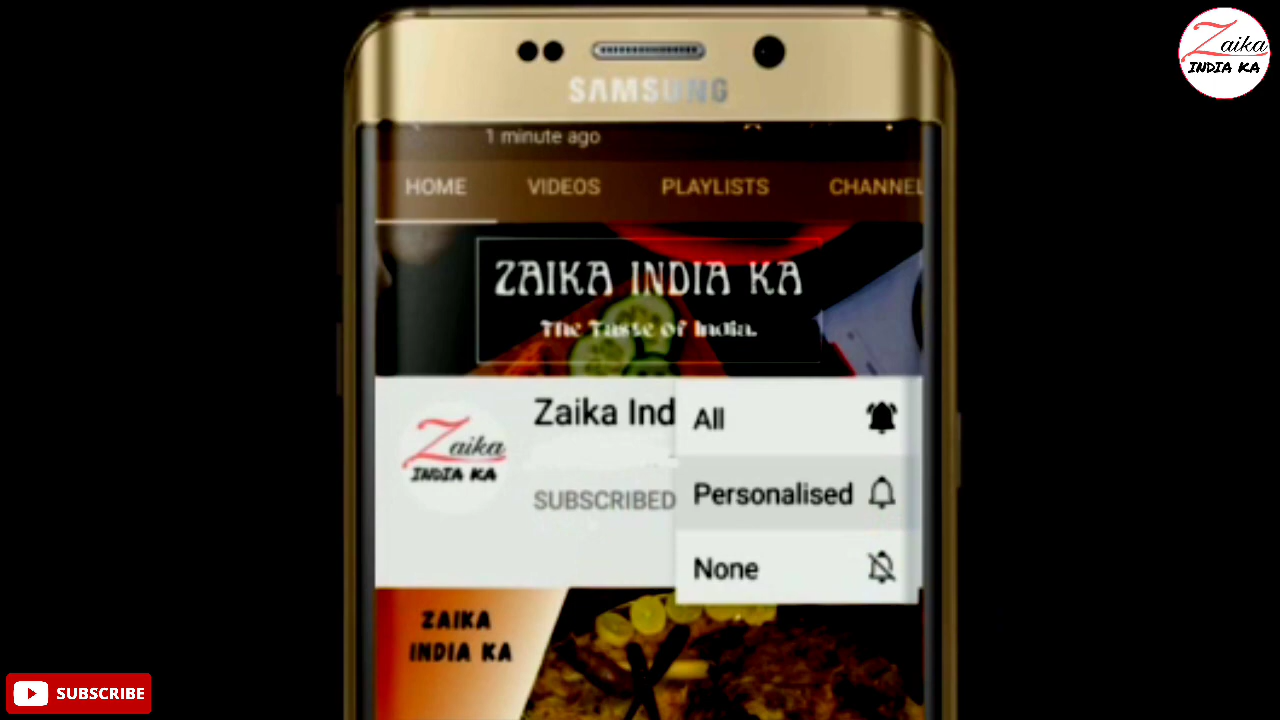 Zaika
INDIA KA
SAMSUNG
1 minute ago
HOME VIDEOS PLAYLISTS CHANNEL
ZAIKA INDIA KA
The Taste of India.
Zaika
INDIA KA
Zaika Ind
SUBSCRIBED
All
Personalised
None
ZAIKA
INDIA KA
SUBSCRIBE